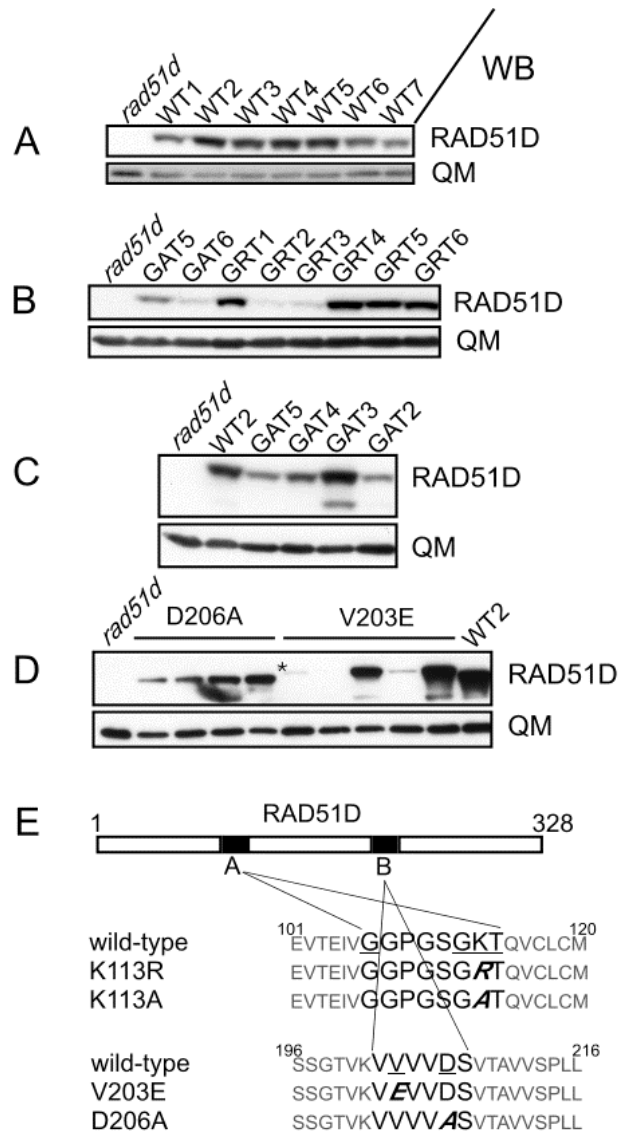 WB
rad51d WT1 WT2 WT3 WT4 WT5 WT6 WT7
A
RAD51D
QM
rad51d GAT5 GAT6 GRT1 GRT2 GRT3 GRT4 GRT5 GRT6
B
RAD51D
QM
rad51d WT2 GAT5 GAT4 GAT3 GAT2
C
RAD51D
QM
rad51d D206A V203E WT2
D
*
RAD51D
QM
E
1 RAD51D 328
A B
101 120
wild-type EVTEIVGGPGSGKTQVCLCM
K113R EVTEIVGGPGSGRTQVCLCM
K113A EVTEIVGGPGSGATQVCLCM
196 216
wild-type SSGTVKVVVVDSVTAVVSPLL
V203E SSGTVKVEVVDSVTAVVSPLL
D206A SSGTVKVVVVASVTAVVSPLL